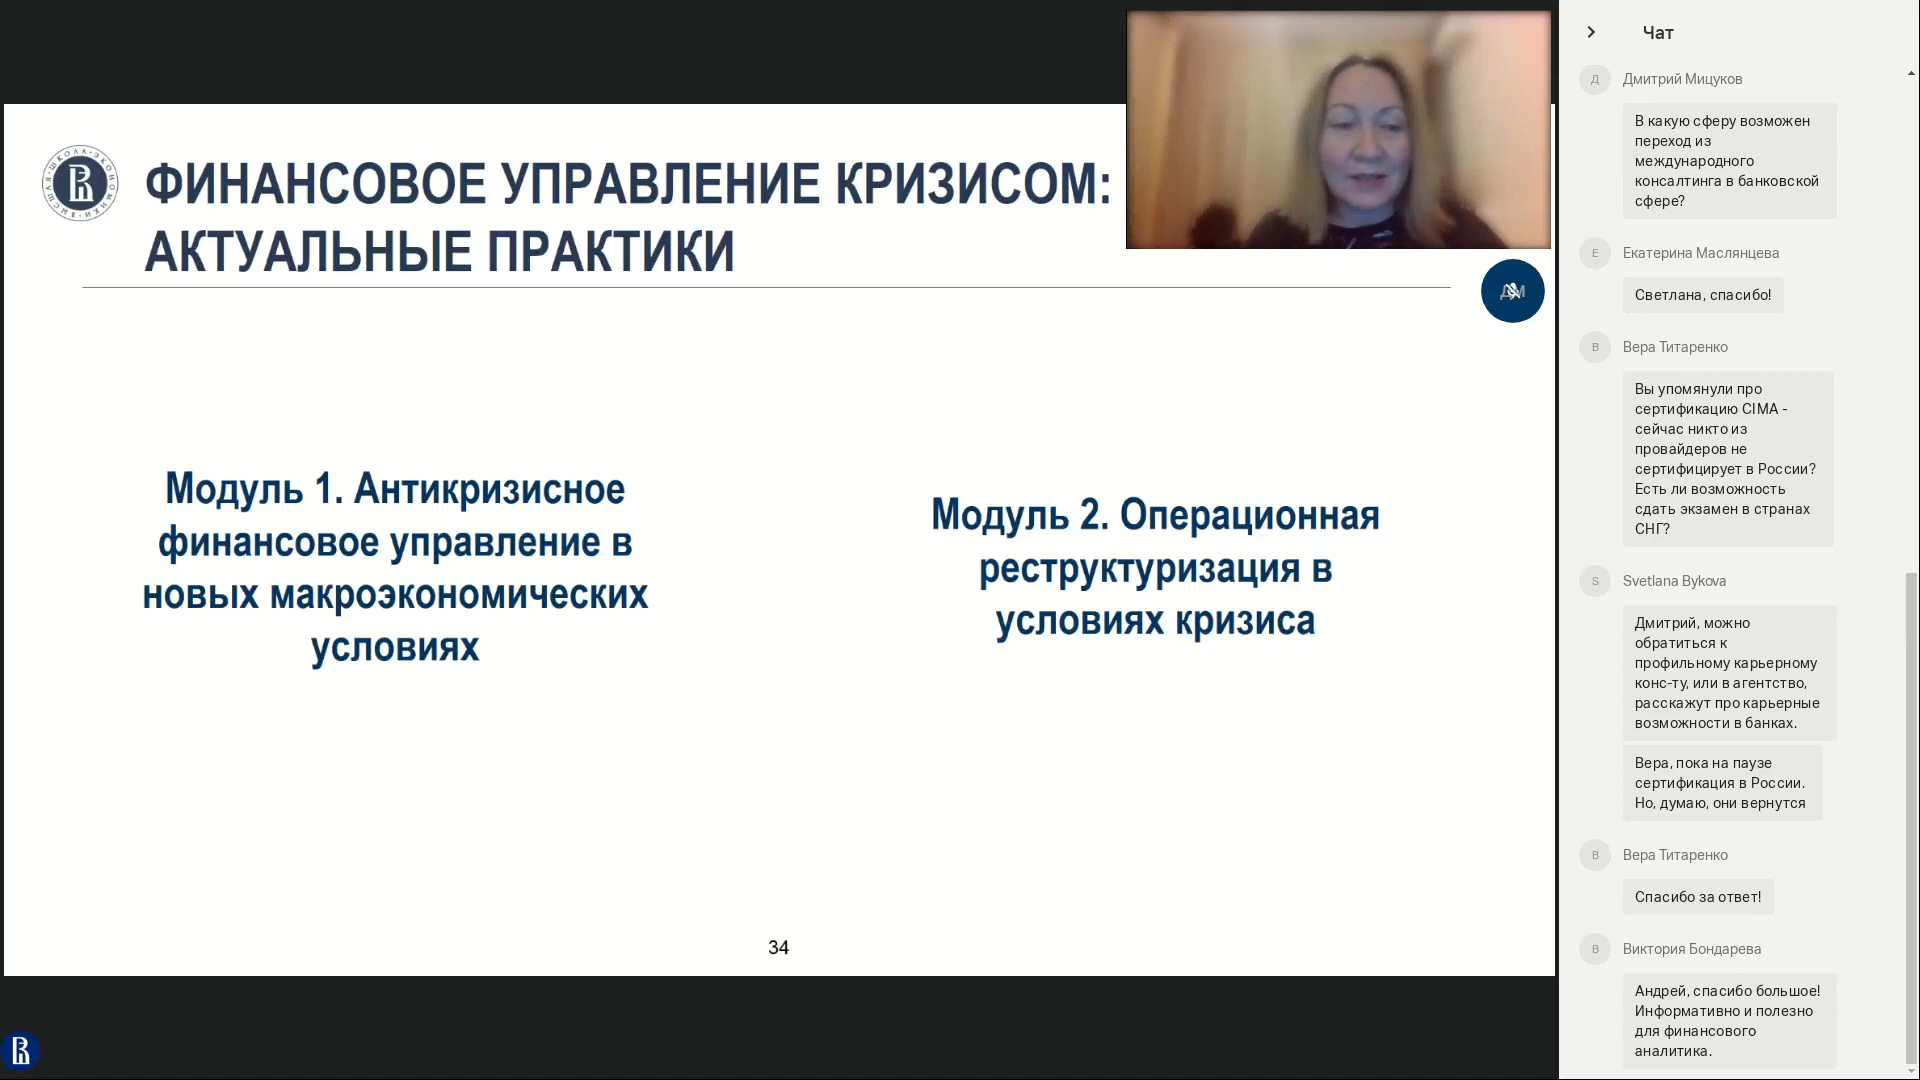 ФИНАНСОВОЕ УПРАВЛЕНИЕ КРИЗИСОМ:
АКТУАЛЬНЫЕ ПРАКТИКИ
Модуль 1. Антикризисное
финансовое управление в
новых макроэкономических
условиях
Модуль 2. Операционная
реструктуризация в
условиях кризиса
34
Чат
Д
Дмитрий Мицуков
В какую сферу возможен
переход из
международного
консалтинга в банковской
сфере?
Е
Екатерина Маслянцева
Светлана, спасибо!
В
Вера Титаренко
Вы упомянули про
сертификацию CIMA -
сейчас никто из
провайдеров не
сертифицирует в России?
Есть ли возможность
сдать экзамен в странах
СНГ?
S
Svetlana Bykova
Дмитрий, можно
обратиться к
профильному карьерному
конс-ту, или в агентство,
расскажут про карьерные
возможности в банках.
Вера, пока на паузе
сертификация в России.
Но, думаю, они вернутся
В
Вера Титаренко
Спасибо за ответ!
В
Виктория Бондарева
Андрей, спасибо большое!
Информативно и полезно
для финансового
аналитика.